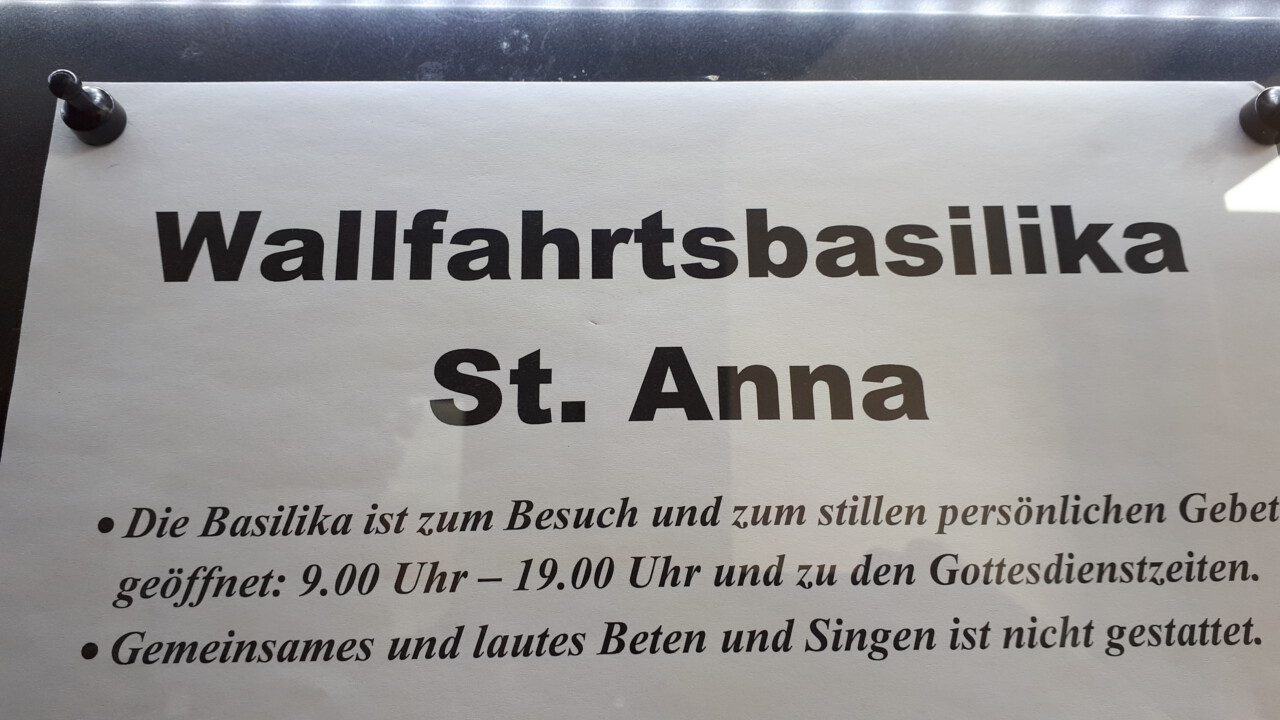 Wallfahrtsbasilika
St. Anna
• Die Basilika ist zum Besuch und zum stillen persönlichen Gebet
geöffnet: 9.00 Uhr – 19.00 Uhr und zu den Gottesdienstzeiten.
• Gemeinsames und lautes Beten und Singen ist nicht gestattet.